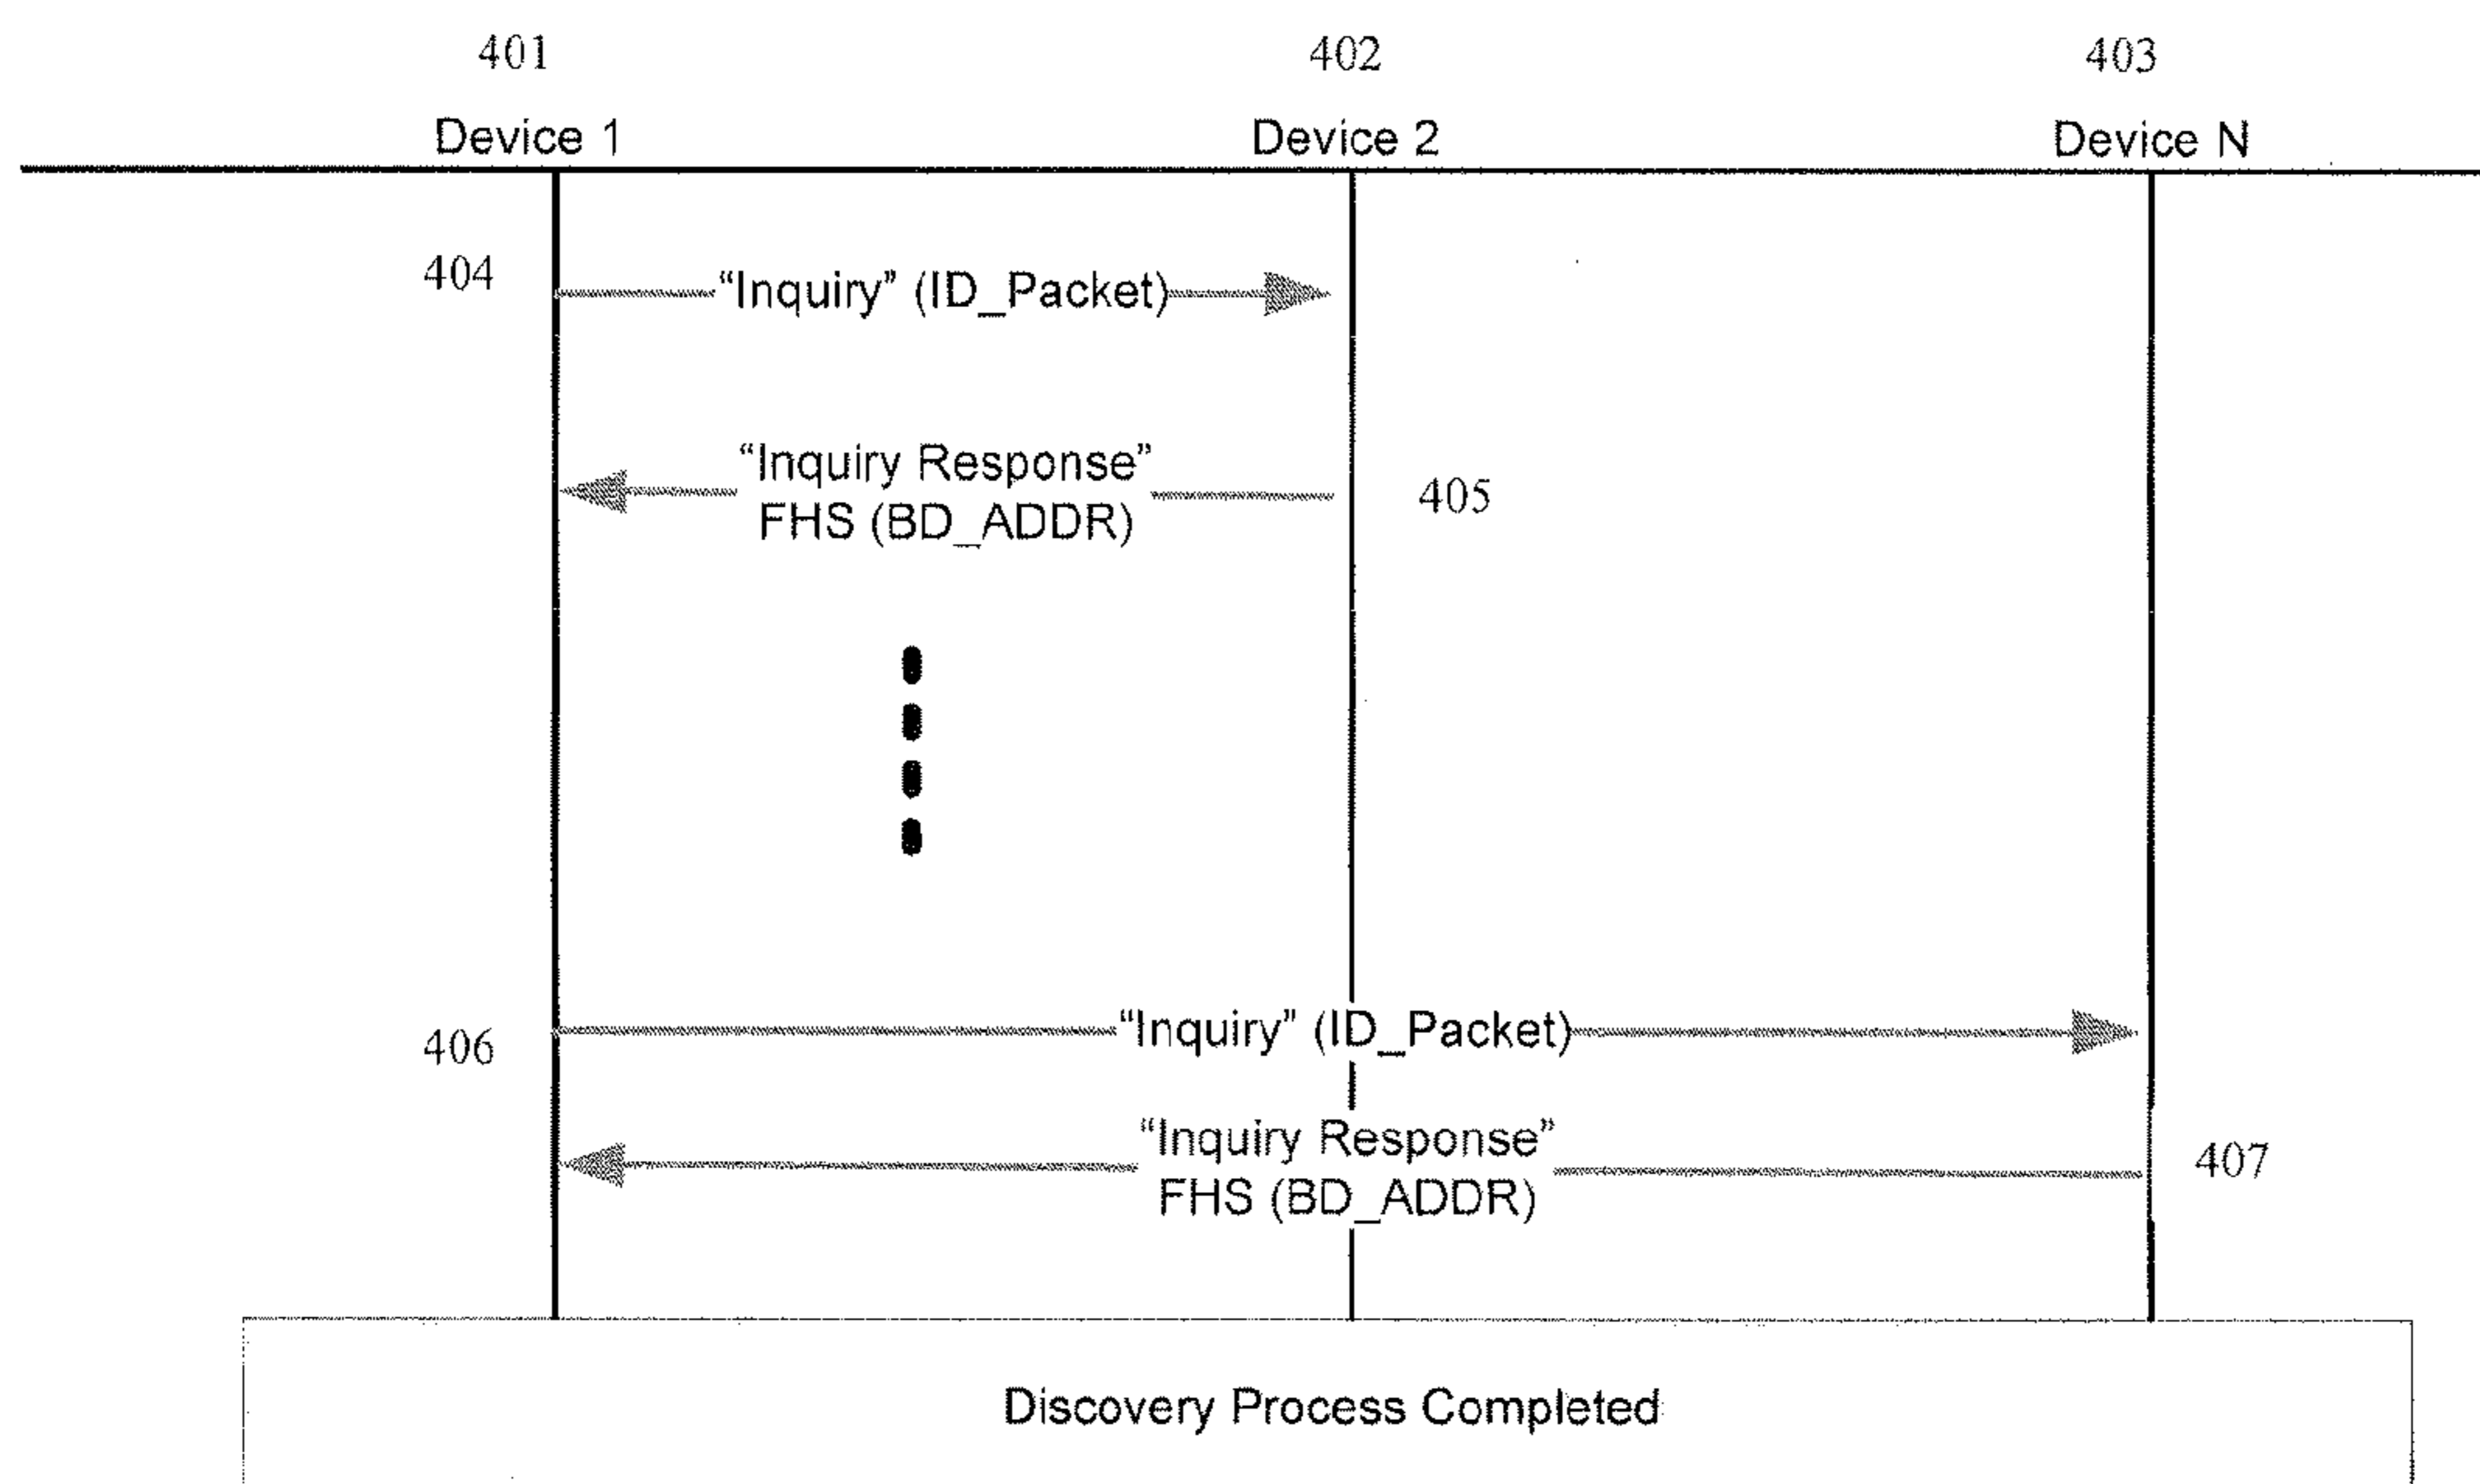 401
402
403
Device 1
Device 2
Device N
404
“Inquiry” (ID_Packet)
“Inquiry Response”
FHS (BD_ADDR)
405
406
“Inquiry” (ID_Packet)
“Inquiry Response”
FHS (BD_ADDR)
407
Discovery Process Completed